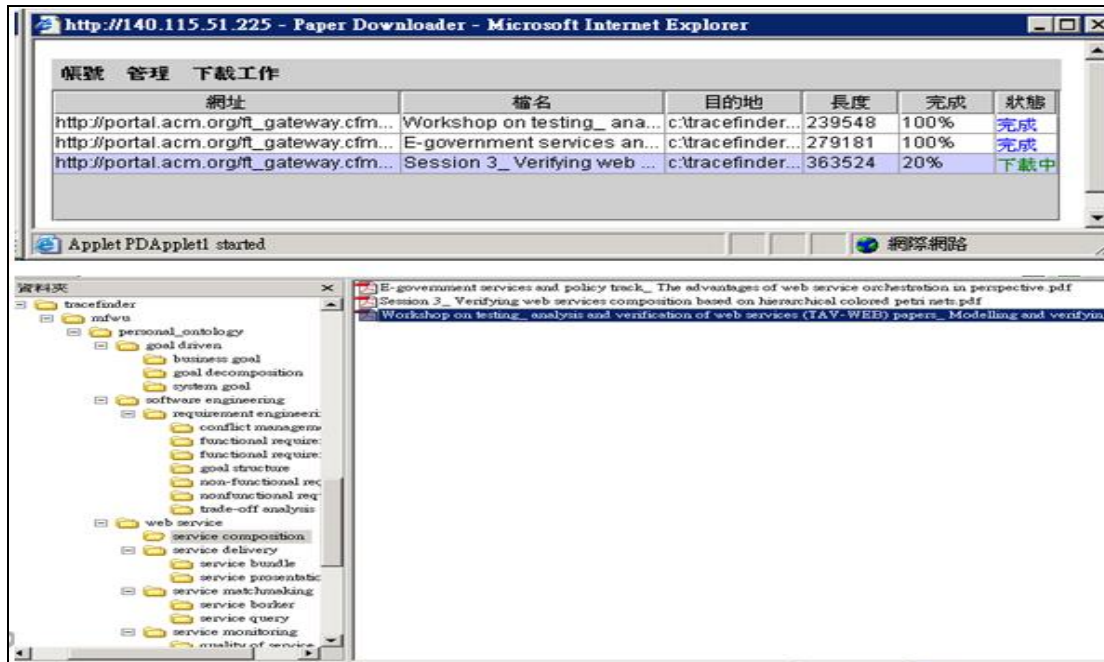 http://140.115.51.225 - Paper Downloader - Microsoft Internet Explorer
帳號 管理 下載工作
網址 檔名 目的地 長度 完成 狀態
http://portal.acm.org/ft_gateway.cfm... Workshop on testing_ ana... c:\tracefinder... 239548 100% 完成
http://portal.acm.org/ft_gateway.cfm... E-government services an... c:\tracefinder... 279181 100% 完成
http://portal.acm.org/ft_gateway.cfm... Session 3_ Verifying web ... c:\tracefinder... 363524 20% 下載中
Applet PDApplet1 started 網際網路
資料夾
tracefinder
mfwu
personal_ontology
goal driven
business goal
goal decomposition
system goal
software engineering
requirement engineeri
conflict managem
functional require
functional require
goal structure
non-functional req
nonfunctional req
trade-off analysis
web service
service composition
service delivery
service bundle
service prosentatic
service matchmaking
service borker
service query
service monitoring
quality of service
E-government services and policy track_ The advantages of web service orchestration in perspective.pdf
Session 3_ Verifying web services composition based on hierarchical colored petri nets.pdf
Workshop on testing_ analysis and verification of web services (TAV-WEB) papers_ Modelling and verifyin